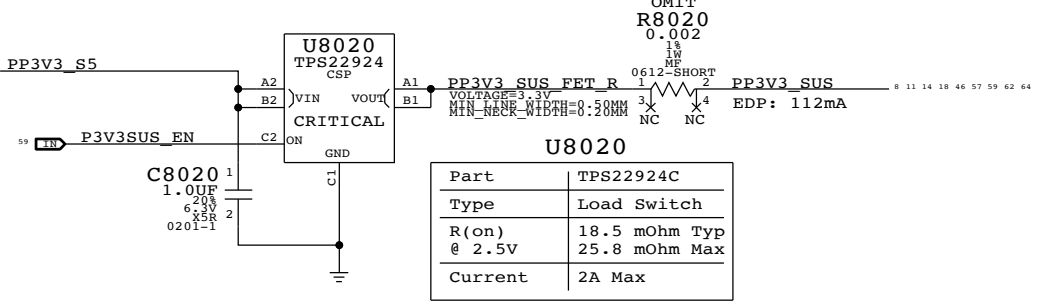 OMIT
R8020
0.002
1%
1W
MF
0612-SHORT
U8020
TPS22924
CSP
PP3V3_S5
A2
B2
VIN
VOUT
A1
B1
CRITICAL
C2
ON
GND
C1
PP3V3_SUS_FET_R
VOLTAGE=3.3V
MIN_LINE_WIDTH=0.50MM
MIN_NECK_WIDTH=0.20MM
1
2
3
4
NC
NC
PP3V3_SUS
8 11 14 18 46 57 59 62 64
EDP: 112mA
59
IN
P3V3SUS_EN
C8020
1.0UF
20%
6.3V
X5R
0201-1
1
2
U8020
Part TPS22924C
Type Load Switch
R(on) 18.5 mOhm Typ
@ 2.5V 25.8 mOhm Max
Current 2A Max